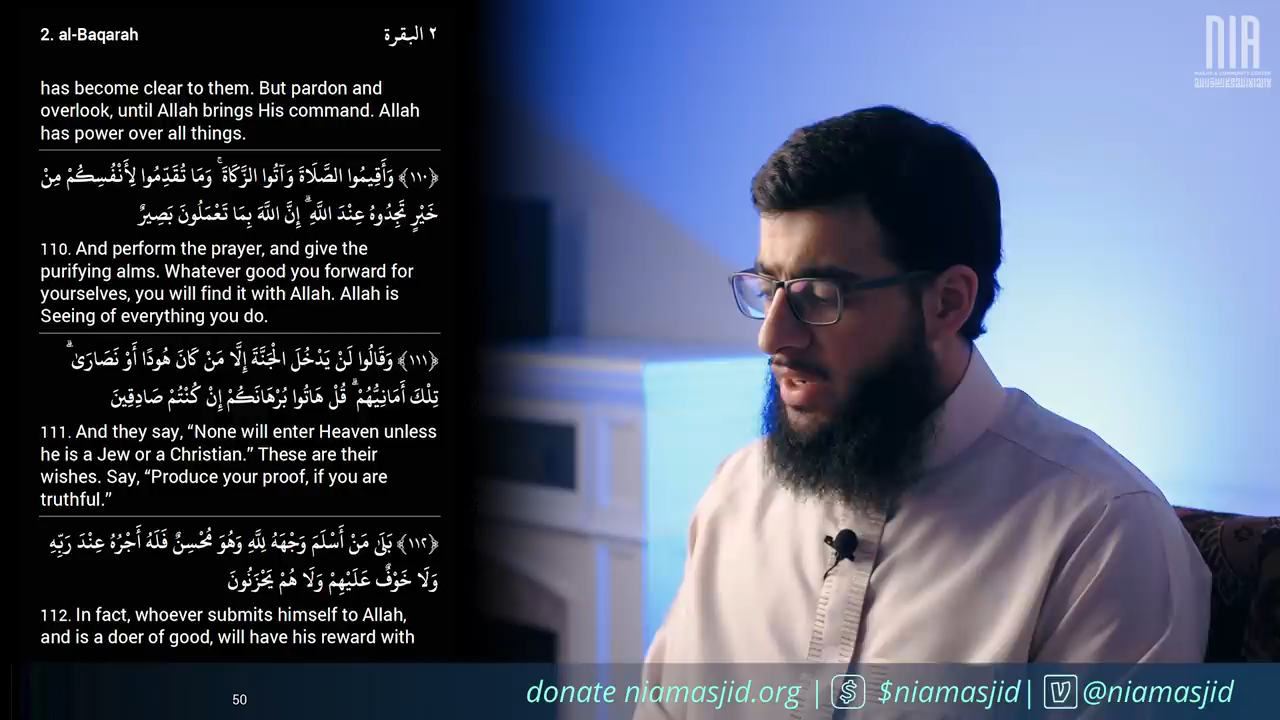 2. al-Baqarah
٢ البقرة
has become clear to them. But pardon and
overlook, until Allah brings His command. Allah
has power over all things.
﴿١١٠﴾ وَأَقِيمُوا الصَّلَاةَ وَآتُوا الزَّكَاةَ ۚ وَمَا تُقَدِّمُوا لِأَنْفُسِكُمْ مِنْ
خَيْرٍ تَجِدُوهُ عِنْدَ اللَّهِ ۗ إِنَّ اللَّهَ بِمَا تَعْمَلُونَ بَصِيرٌ
110. And perform the prayer, and give the
purifying alms. Whatever good you forward for
yourselves, you will find it with Allah. Allah is
Seeing of everything you do.
﴿١١١﴾ وَقَالُوا لَنْ يَدْخُلَ الْجَنَّةَ إِلَّا مَنْ كَانَ هُودًا أَوْ نَصَارَىٰ ۗ
تِلْكَ أَمَانِيُّهُمْ ۗ قُلْ هَاتُوا بُرْهَانَكُمْ إِنْ كُنْتُمْ صَادِقِينَ
111. And they say, “None will enter Heaven unless
he is a Jew or a Christian.” These are their
wishes. Say, “Produce your proof, if you are
truthful.”
﴿١١٢﴾ بَلَىٰ مَنْ أَسْلَمَ وَجْهَهُ لِلَّهِ وَهُوَ مُحْسِنٌ فَلَهُ أَجْرُهُ عِنْدَ رَبِّهِ
وَلَا خَوْفٌ عَلَيْهِمْ وَلَا هُمْ يَحْزَنُونَ
112. In fact, whoever submits himself to Allah,
and is a doer of good, will have his reward with
50
NIA
MASJID & COMMUNITY CENTER
donate niamasjid.org | $ $niamasjid | V @niamasjid